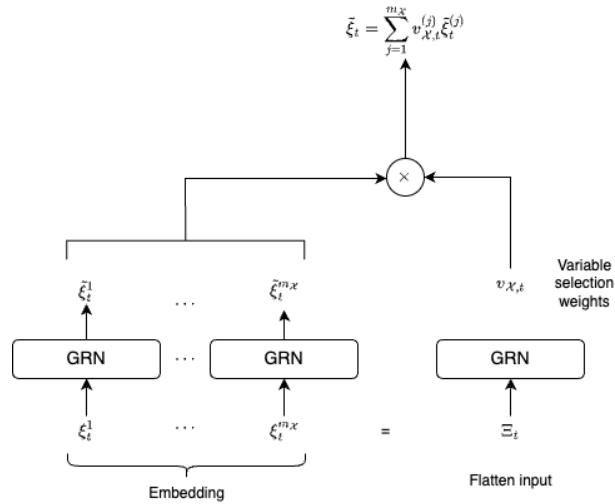 ξ̃_t = ∑_{j=1}^{m_χ} v_{χ,t}^{(j)} ξ̃_t^{(j)}
×
ξ̃_t^1 ... ξ̃_t^{m_χ} v_{χ,t} Variable
selection
weights
GRN ... GRN GRN
ξ_t^1 ... ξ_t^{m_χ} = Ξ_t
Embedding Flatten input